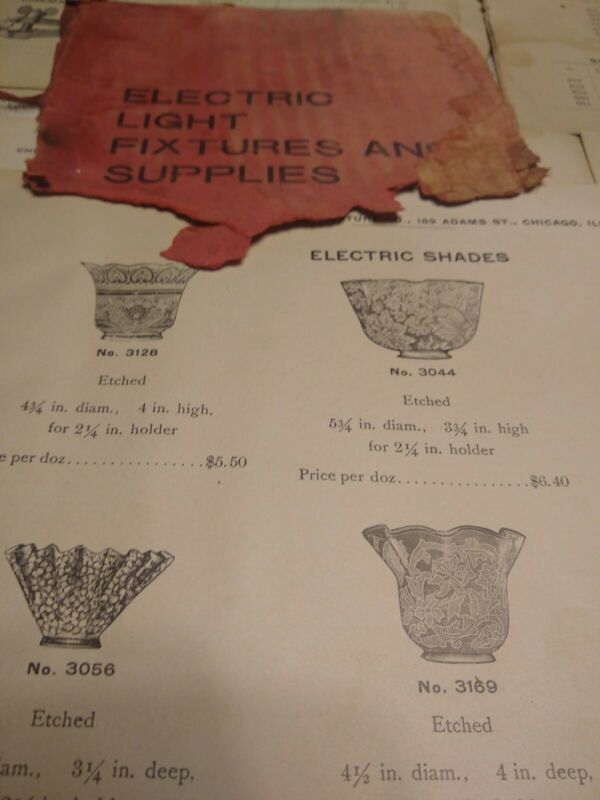 ELECTRIC
LIGHT
FIXTURES AND
SUPPLIES
169 ADAMS ST., CHICAGO, ILL
ELECTRIC SHADES
No. 3128
Etched
4¾ in. diam., 4 in. high,
for 2¼ in. holder
per doz................$5.50
No. 3044
Etched
5¾ in. diam., 3¾ in. high
for 2¼ in. holder
Price per doz................$6.40
No. 3056
Etched
3¼ in. deep,
No. 3169
Etched
4½ in. diam., 4 in. deep,